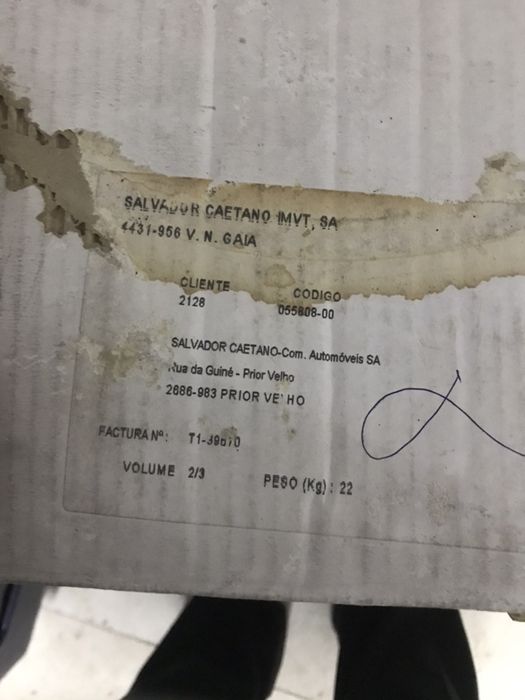 SALVADOR CAETANO IMVT, SA
4431-956 V. N. GAIA
CLIENTE CODIGO
2128 055808-00
SALVADOR CAETANO-Com. Automóveis SA
Rua da Guiné - Prior Velho
2686-983 PRIOR VELHO
FACTURA Nº:
VOLUME 2/3 PESO (Kg) : 22